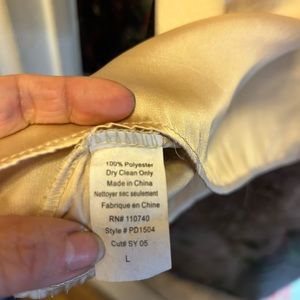 100% Polyester
Dry Clean Only
Made in China
Nettoyer sec seulement
Fabrique en Chine
RN# 110740
Style # PD1504
Cut# SY 05
L